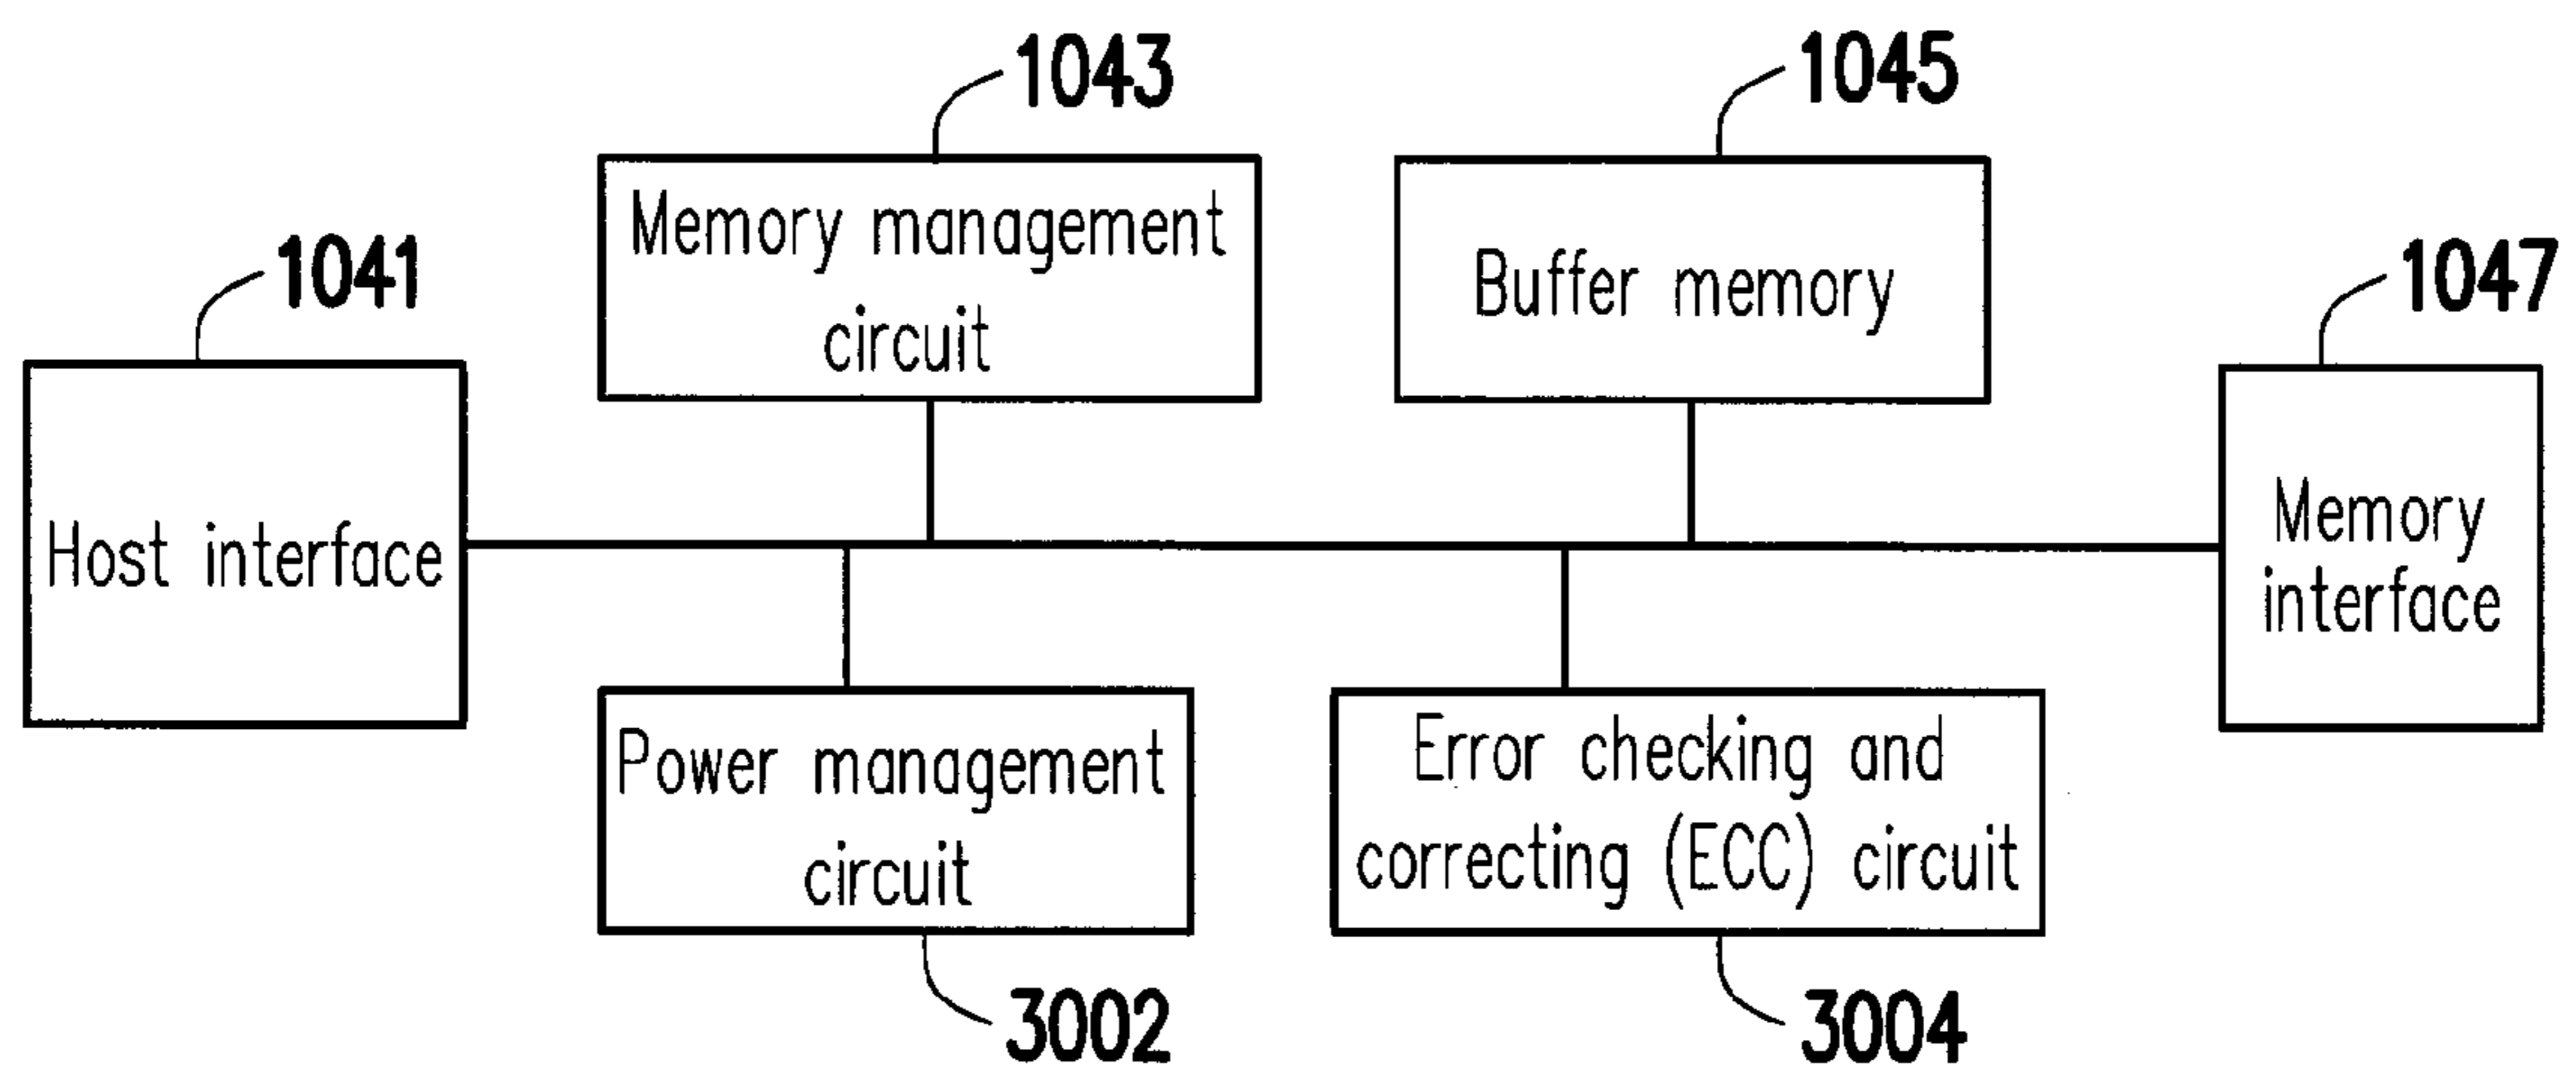 1043
1045
Memory management
circuit
Buffer memory
1041
1047
Host interface
Memory
interface
Power management
circuit
Error checking and
correcting (ECC) circuit
3002
3004